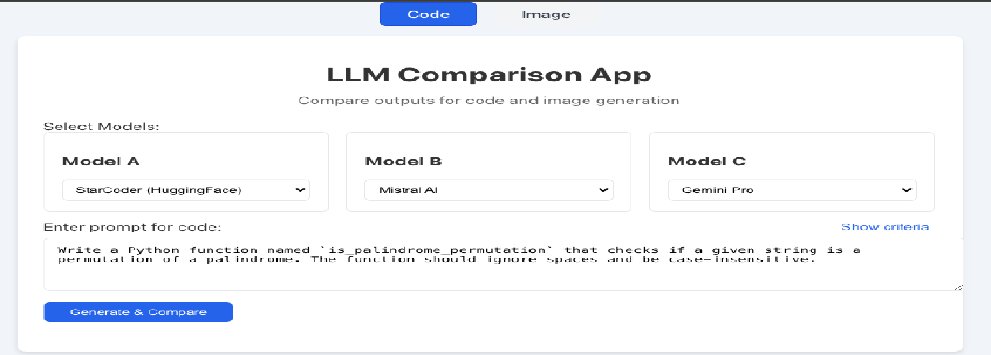 Code Image
LLM Comparison App
Compare outputs for code and image generation
Select Models:
Model A Model B Model C
StarCoder (HuggingFace) Mistral AI Gemini Pro
Enter prompt for code: Show criteria
Write a Python function named `is_palindrome_permutation` that checks if a given string is a
permutation of a palindrome. The function should ignore spaces and be case-insensitive.
Generate & Compare